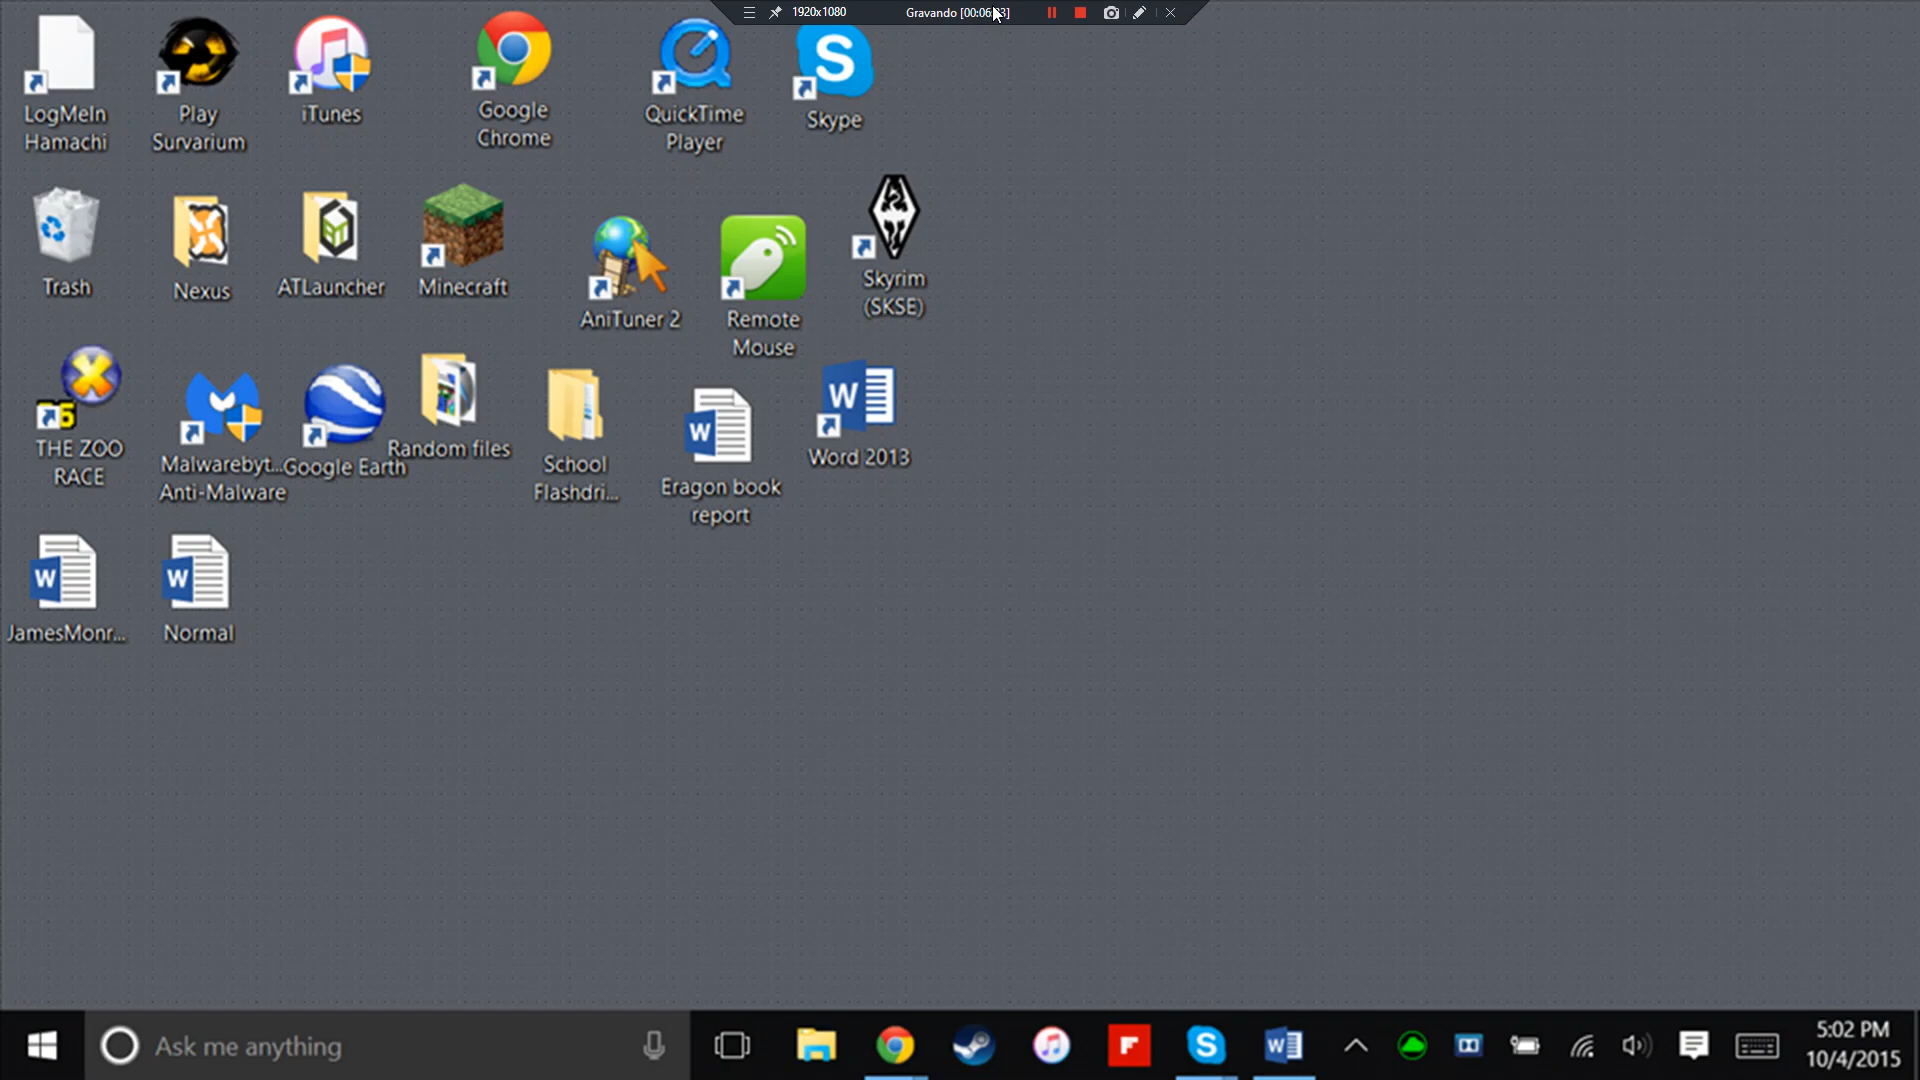 1920x1080
Gravando [00:06
3]
LogMeIn
Hamachi
Play
Survarium
iTunes
Google
Chrome
QuickTime
Player
Skype
Trash
Nexus
ATLauncher
Minecraft
AniTuner 2
Remote
Mouse
Skyrim
(SKSE)
THE ZOO
RACE
Malwarebyt...
Anti-Malware
Google Earth
Random files
School
Flashdri...
Eragon book
report
Word 2013
JamesMonr...
Normal
Ask me anything
5:02 PM
10/4/2015